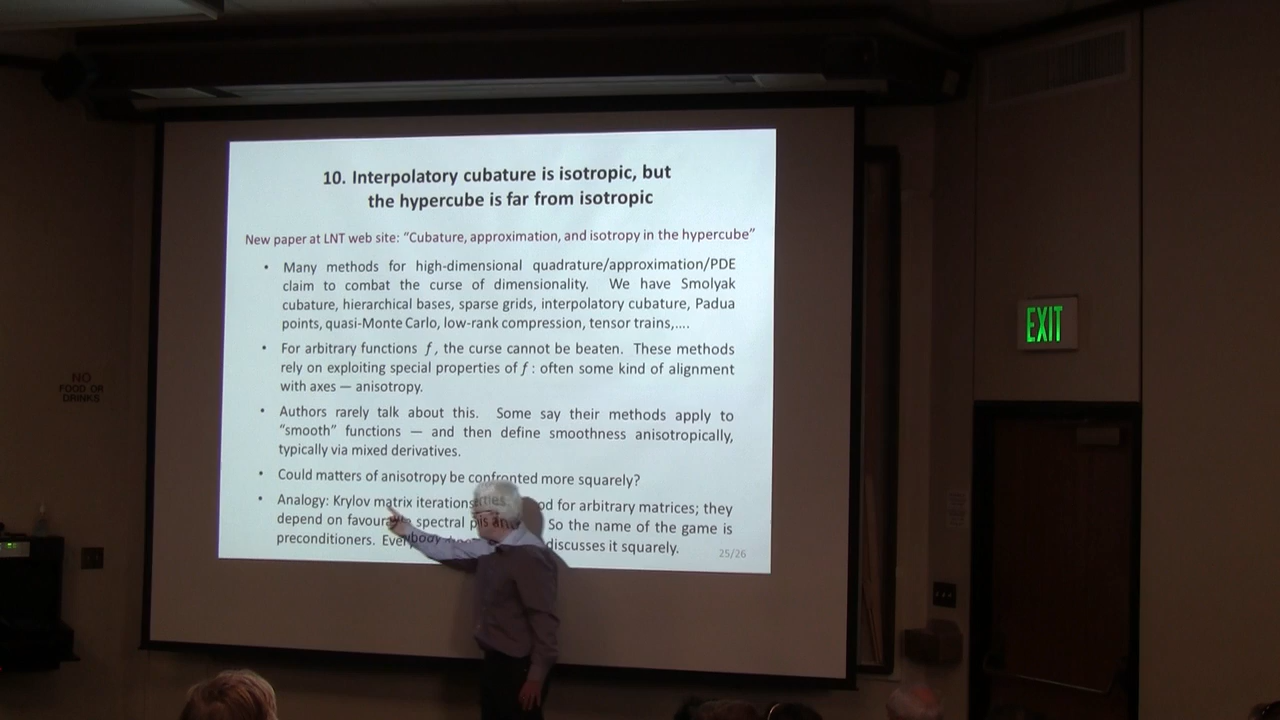 10. Interpolatory cubature is isotropic, but
the hypercube is far from isotropic
New paper at LNT web site: “Cubature, approximation, and isotropy in the hypercube”
• Many methods for high-dimensional quadrature/approximation/PDE
claim to combat the curse of dimensionality. We have Smolyak
cubature, hierarchical bases, sparse grids, interpolatory cubature, Padua
points, quasi-Monte Carlo, low-rank compression, tensor trains,....
• For arbitrary functions f, the curse cannot be beaten. These methods
rely on exploiting special properties of f: often some kind of alignment
with axes — anisotropy.
• Authors rarely talk about this. Some say their methods apply to
“smooth” functions — and then define smoothness anisotropically,
typically via mixed derivatives.
• Could matters of anisotropy be confronted more squarely?
• Analogy: Krylov matrix iterations for arbitrary matrices; they
depend on favourable spectral So the name of the game is
preconditioners. Everybody discusses it squarely.
25/26
EXIT
NO
FOOD OR
DRINKS